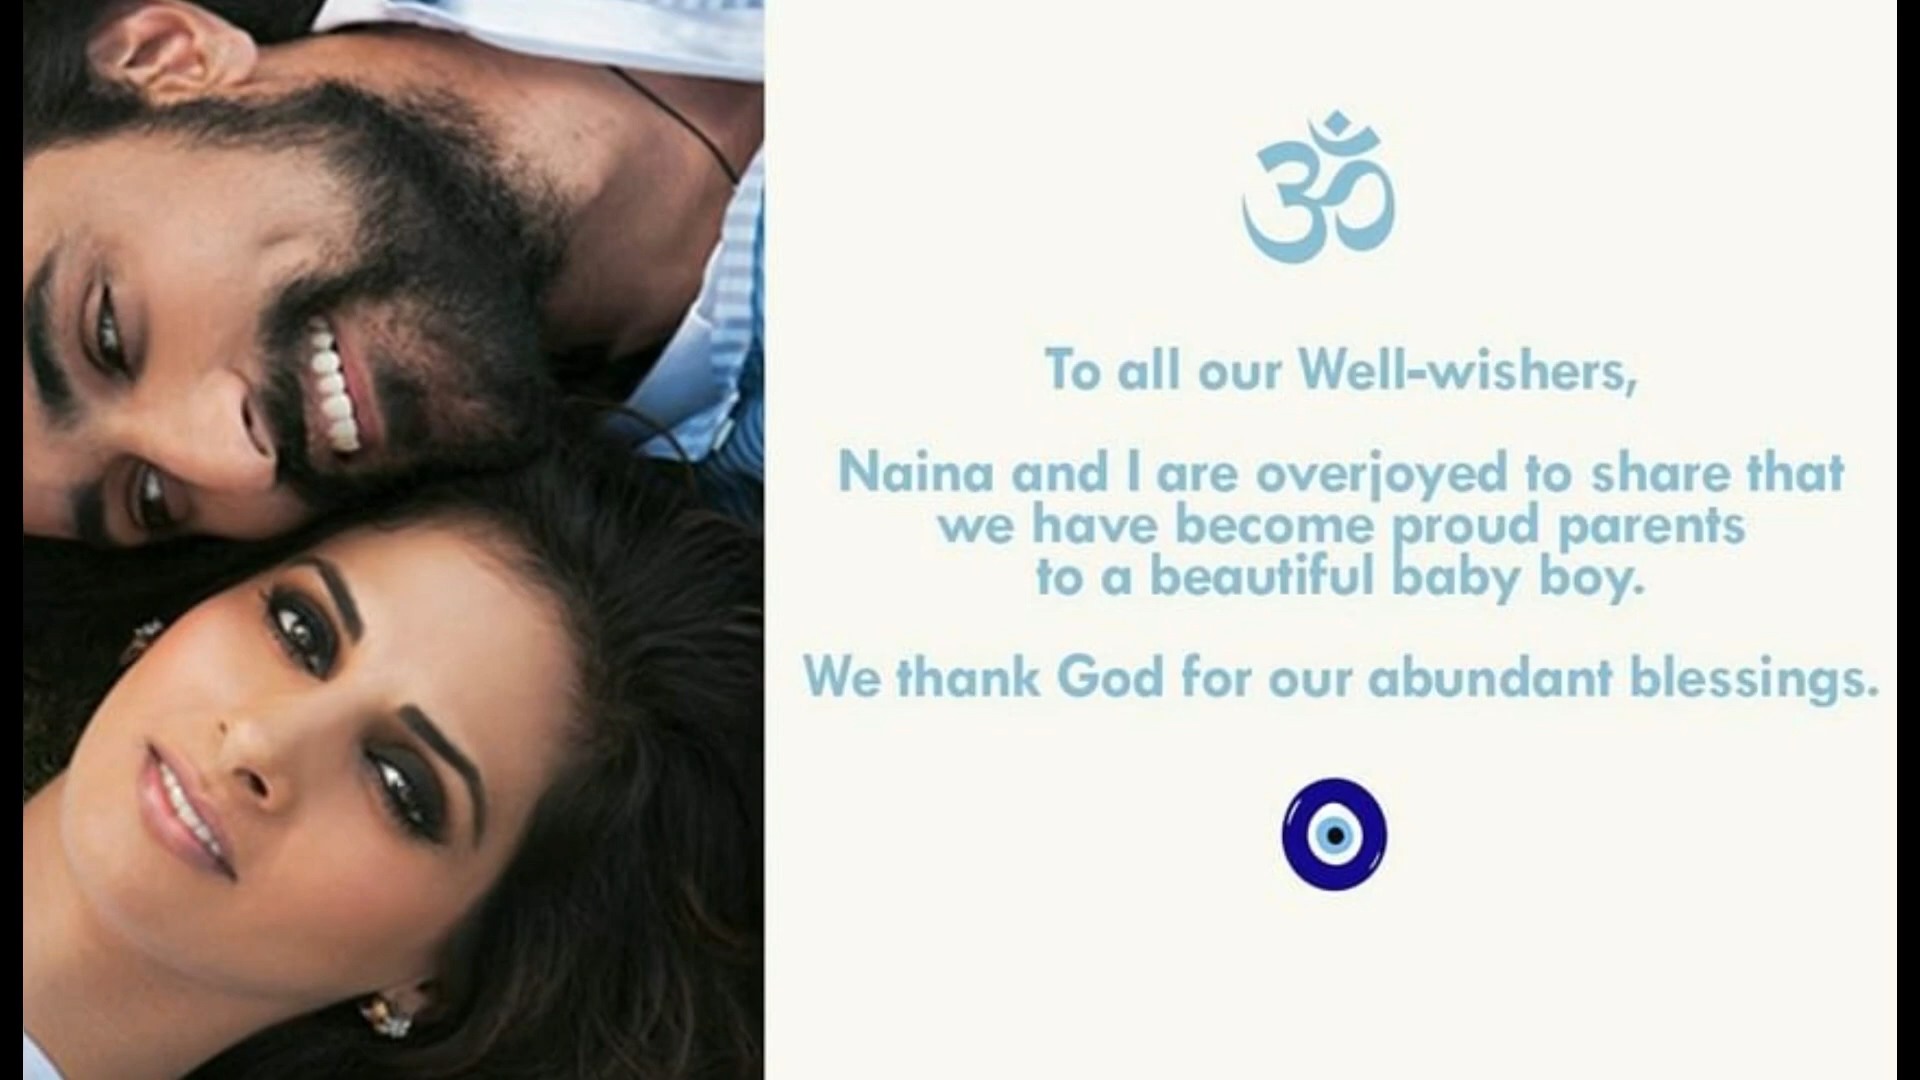 ॐ
To all our Well-wishers,
Naina and I are overjoyed to share that
we have become proud parents
to a beautiful baby boy.
We thank God for our abundant blessings.